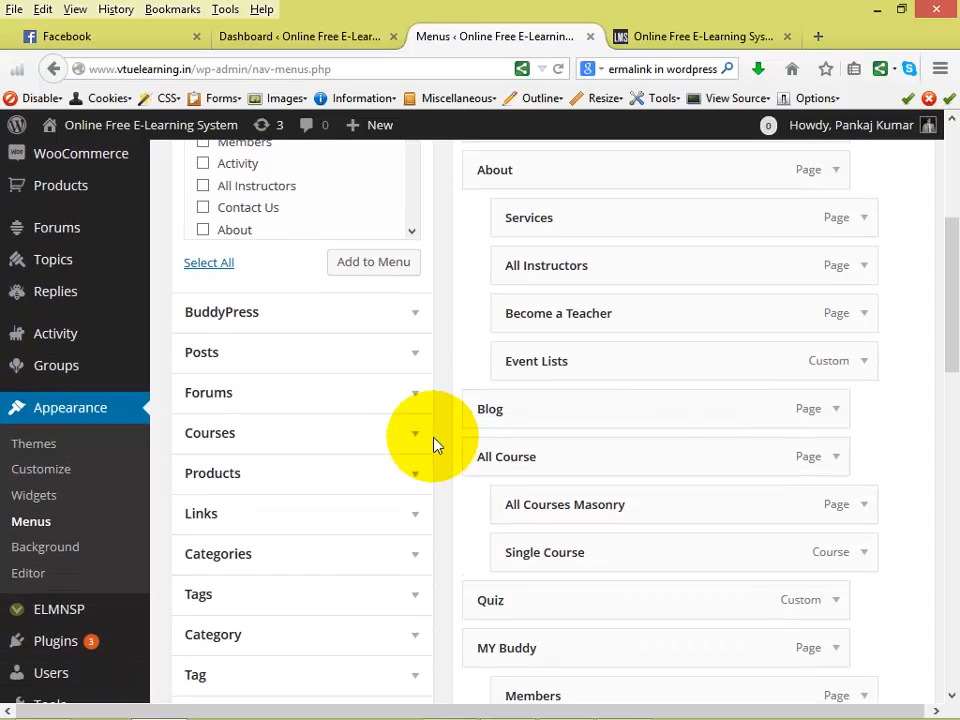 File Edit View History Bookmarks Tools Help
Facebook
Dashboard ‹ Online Free E-Lear...
Menus ‹ Online Free E-Learnin...
LMS Online Free E-Learning Sys...
www.vtuelearning.in/wp-admin/nav-menus.php
ermalink in wordpress
Disable Cookies CSS Forms Images Information Miscellaneous Outline Resize Tools View Source Options
Online Free E-Learning System 3 0 New 0 Howdy, Pankaj Kumar
WooCommerce
Products
Forums
Topics
Replies
Activity
Groups
Appearance
Themes
Customize
Widgets
Menus
Background
Editor
ELMNSP
Plugins 3
Users
Tools
Members
Activity
All Instructors
Contact Us
About
Select All
Add to Menu
BuddyPress
Posts
Forums
Courses
Products
Links
Categories
Tags
Category
Tag
About Page
Services Page
All Instructors Page
Become a Teacher Page
Event Lists Custom
Blog Page
All Course Page
All Courses Masonry Page
Single Course Course
Quiz Custom
MY Buddy Page
Members Page